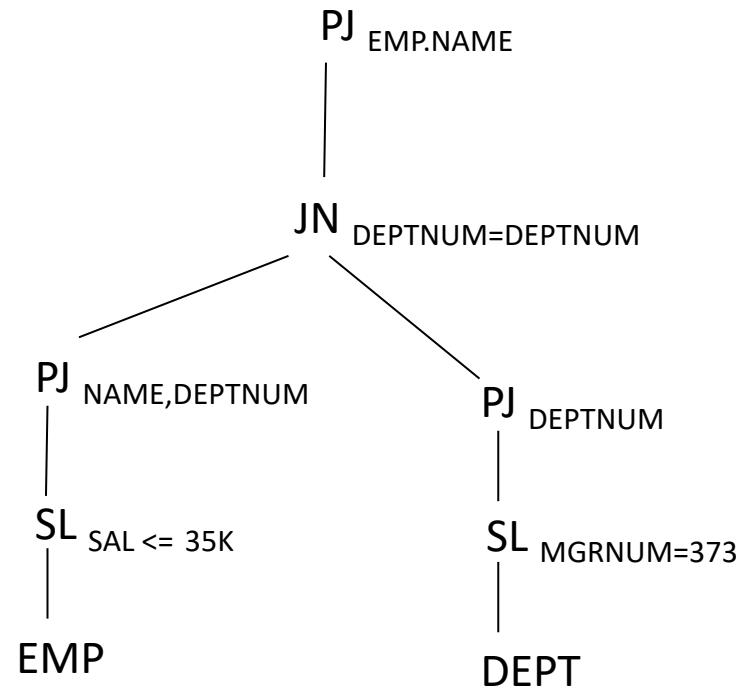 PJ EMP.NAME
JN DEPTNUM=DEPTNUM
PJ NAME,DEPTNUM
PJ DEPTNUM
SL SAL <= 35K
SL MGRNUM=373
EMP
DEPT